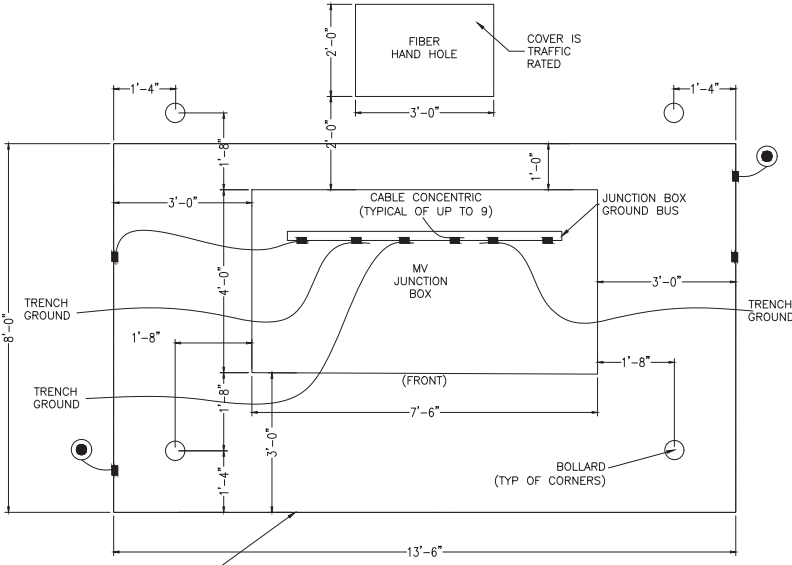 2'-0"
FIBER
HAND HOLE
COVER IS
TRAFFIC
RATED
1'-4"
1'-4"
3'-0"
2'-0"
1'-8"
1'-0"
3'-0"
CABLE CONCENTRIC
(TYPICAL OF UP TO 9)
JUNCTION BOX
GROUND BUS
MV
JUNCTION
BOX
4'-0"
3'-0"
TRENCH
GROUND
TRENCH
GROUND
8'-0"
1'-8"
1'-8"
(FRONT)
TRENCH
GROUND
1'-8"
7'-6"
3'-0"
1'-4"
BOLLARD
(TYP OF CORNERS)
13'-6"